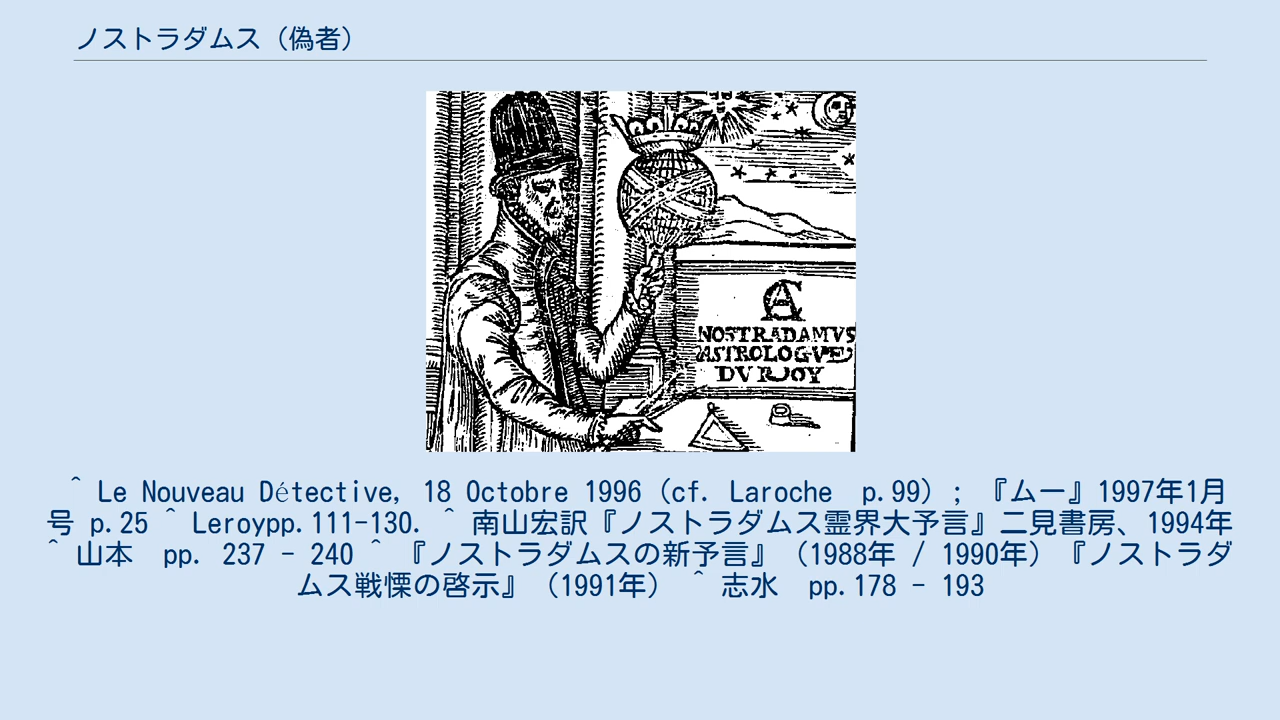 ノストラダムス（偽者）
NOSTRADAMVS
ASTROLOGVE
DV ROY
^ Le Nouveau Détective, 18 Octobre 1996 (cf. Laroche p.99) ; 『ムー』1997年1月
号 p.25 ^ Leroypp.111-130. ^ 南山宏訳『ノストラダムス霊界大予言』二見書房、1994年
^ 山本 pp. 237 - 240 ^ 『ノストラダムスの新予言』（1988年 / 1990年）『ノストラダ
ムス戦慄の啓示』（1991年） ^ 志水 pp.178 - 193